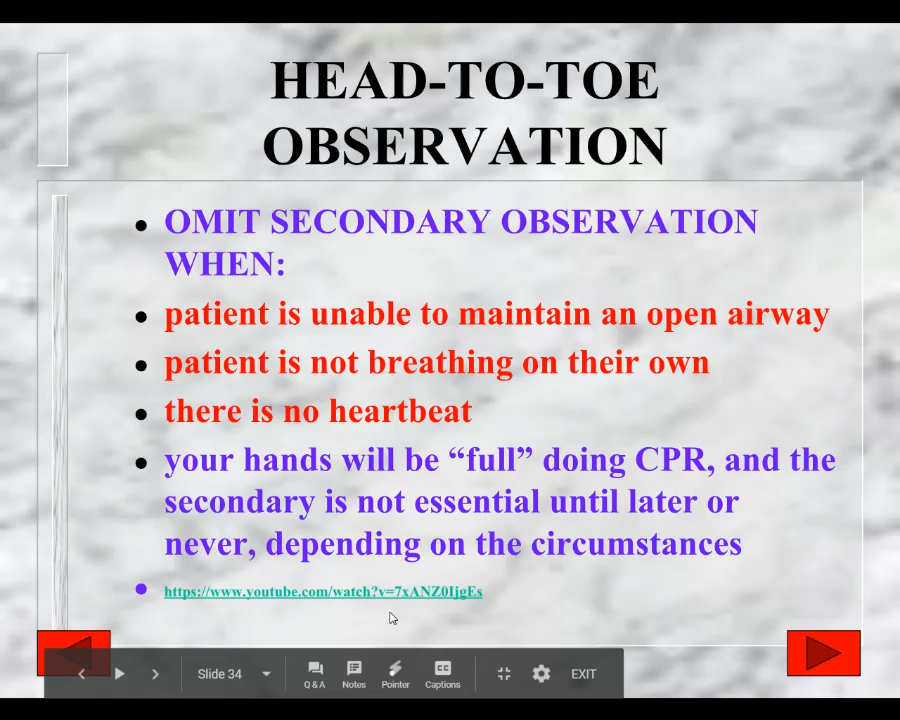 HEAD-TO-TOE
OBSERVATION
• OMIT SECONDARY OBSERVATION
WHEN:
• patient is unable to maintain an open airway
• patient is not breathing on their own
• there is no heartbeat
• your hands will be “full” doing CPR, and the
secondary is not essential until later or
never, depending on the circumstances
• https://www.youtube.com/watch?v=7xANZ0IjgEs
Slide 34
Q & A Notes Pointer Captions
EXIT